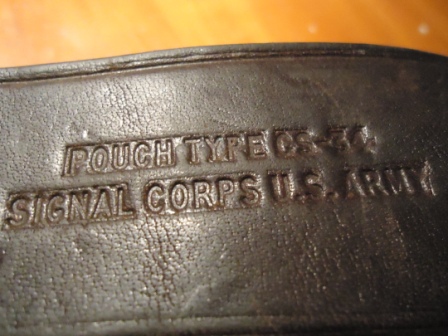 POUCH TYPE CS-34.
SIGNAL CORPS U.S. ARMY